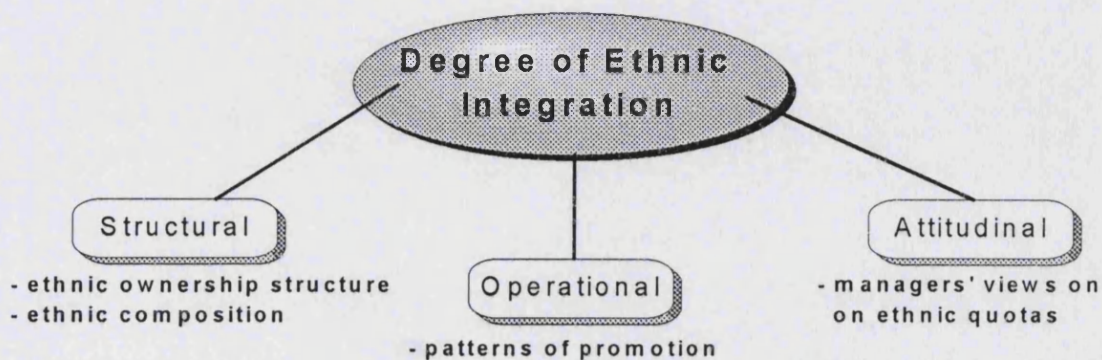 Degree of Ethnic
Integration
Structural
- ethnic ownership structure
- ethnic composition
Operational
- patterns of promotion
Attitudinal
- managers' views on
on ethnic quotas